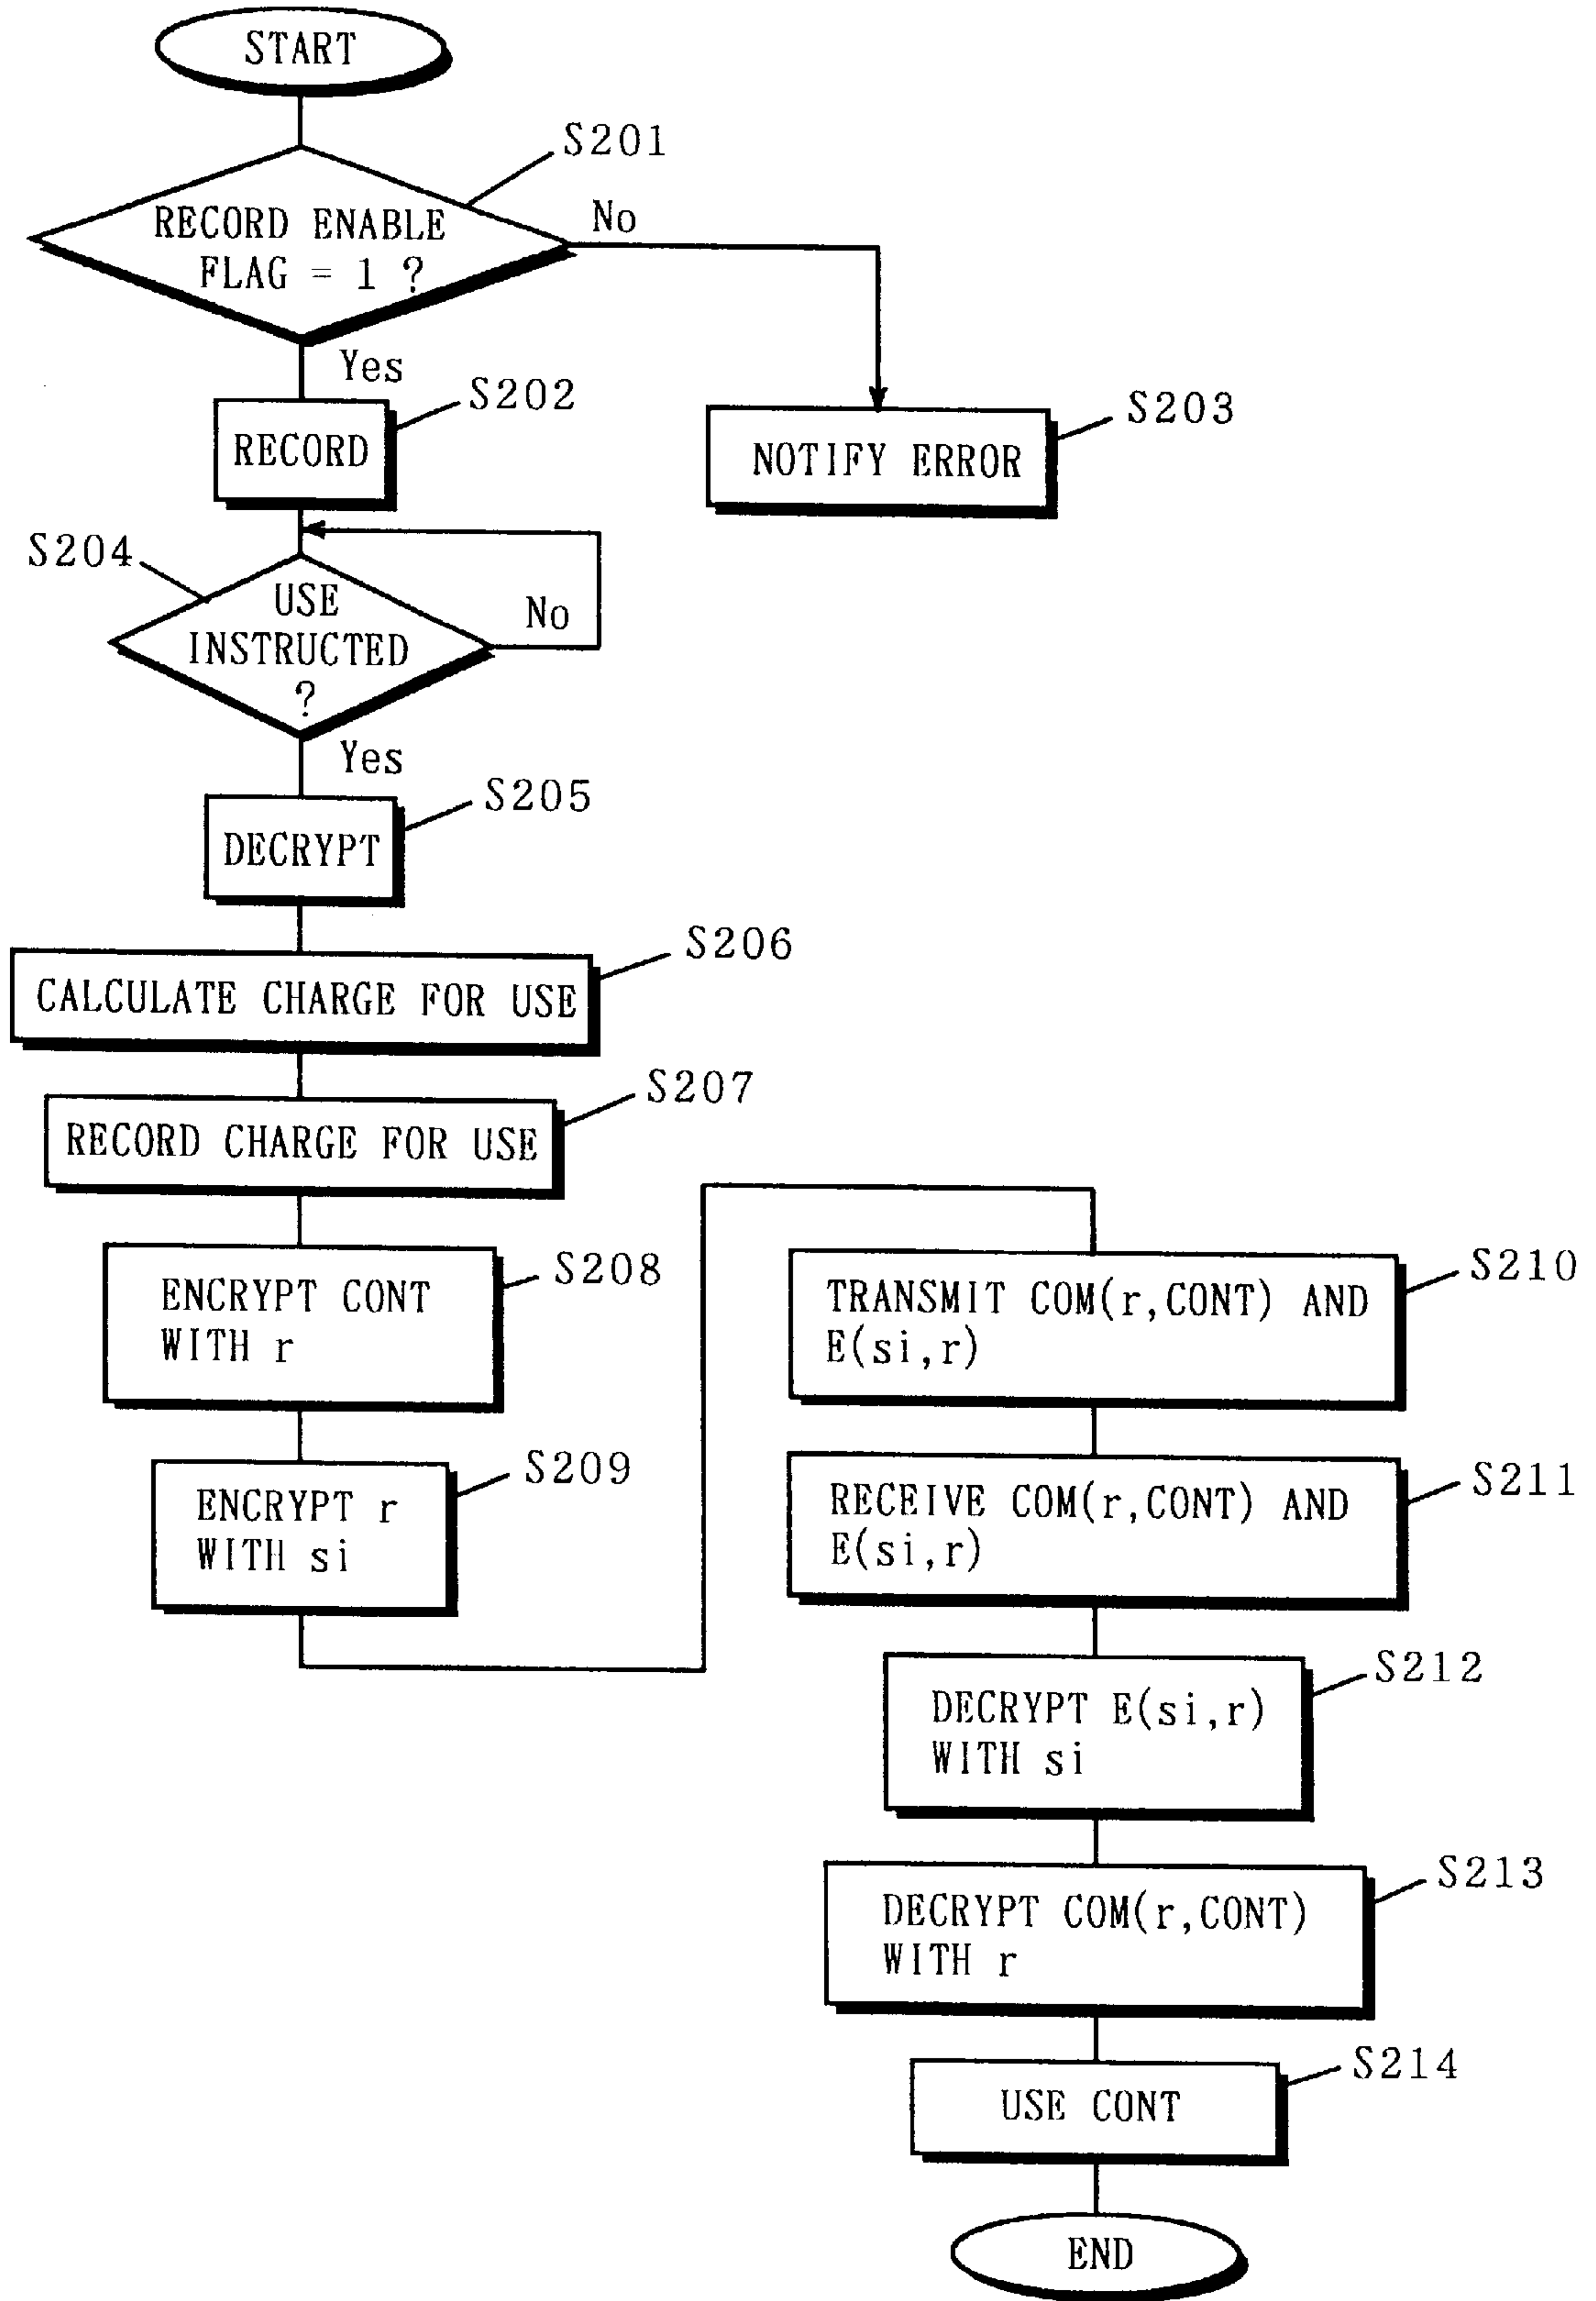 START
S201
RECORD ENABLE
FLAG = 1 ?
No
Yes
S202
RECORD
S203
NOTIFY ERROR
S204
USE
INSTRUCTED
?
No
Yes
S205
DECRYPT
S206
CALCULATE CHARGE FOR USE
S207
RECORD CHARGE FOR USE
S208
ENCRYPT CONT
WITH r
S209
ENCRYPT r
WITH si
S210
TRANSMIT COM(r,CONT) AND
E(si,r)
S211
RECEIVE COM(r,CONT) AND
E(si,r)
S212
DECRYPT E(si,r)
WITH si
S213
DECRYPT COM(r,CONT)
WITH r
S214
USE CONT
END